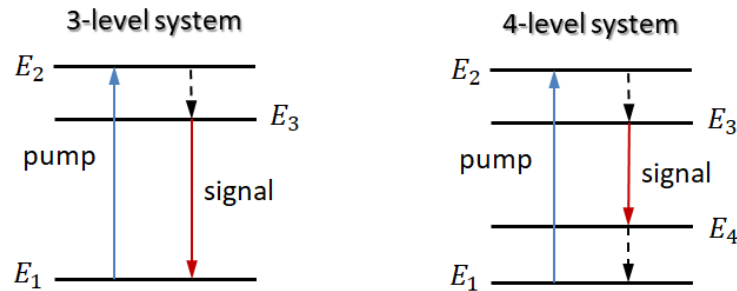 3-level system
E₂
E₃
pump
signal
E₁
4-level system
E₂
E₃
pump
signal
E₄
E₁